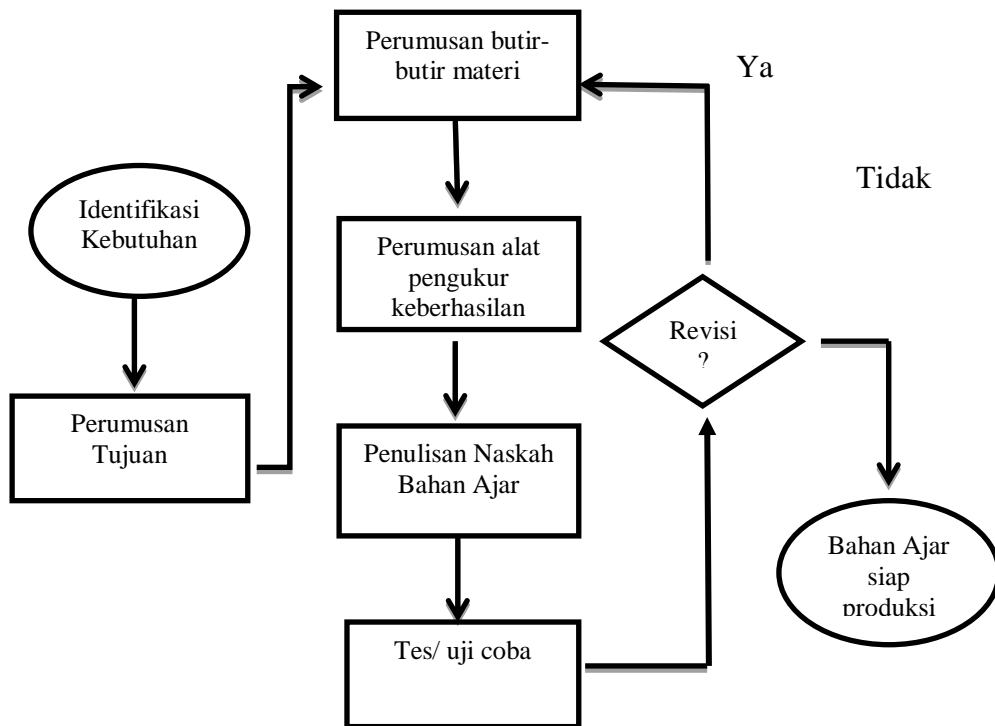 Perumusan butir-
butir materi
Ya
Tidak
Identifikasi
Kebutuhan
Perumusan alat
pengukur
keberhasilan
Revisi
?
Perumusan
Tujuan
Penulisan Naskah
Bahan Ajar
Bahan Ajar
siap
produksi
Tes/ uji coba